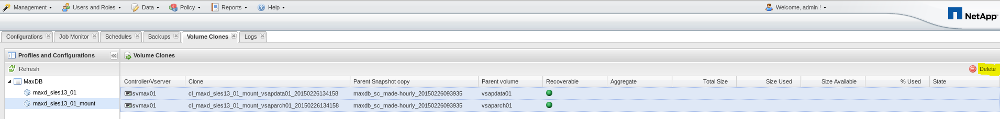 Management Users and Roles Data Policy Reports Help Welcome, admin !
NetApp
Configurations Job Monitor Schedules Backups Volume Clones Logs
Profiles and Configurations Volume Clones
Refresh Delete
MaxDB Controller/Vserver Clone Parent Snapshot copy Parent volume Recoverable Aggregate Total Size Size Used Size Available % Used State
maxd_sles13_01 svmax01 cl_maxd_sles13_01_mount_vsapdata01_20150226134158 maxdb_sc_made-hourly_20150226093935 vsapdata01
maxd_sles13_01_mount svmax01 cl_maxd_sles13_01_mount_vsaparch01_20150226134158 maxdb_sc_made-hourly_20150226093935 vsaparch01